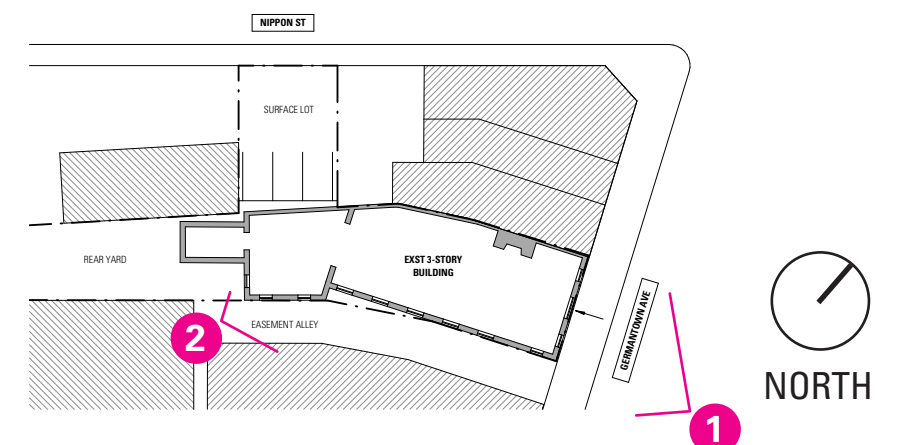 NIPPON ST
SURFACE LOT
REAR YARD
EXST 3-STORY
BUILDING
EASEMENT ALLEY
GERMANTOWN AVE
2
1
NORTH